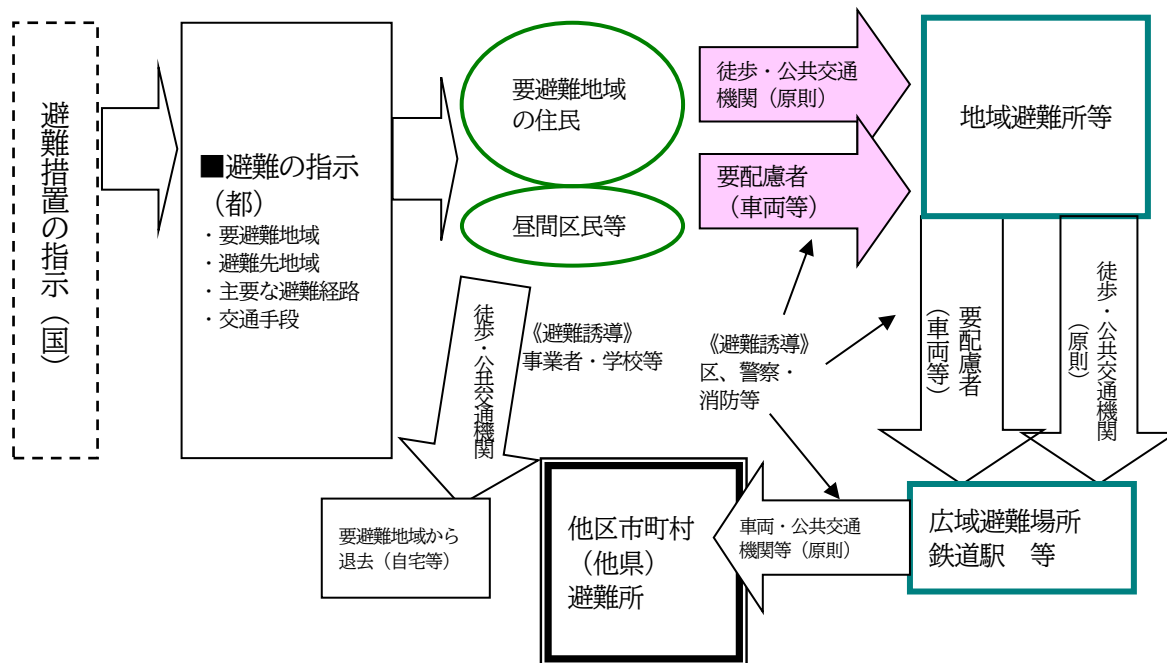 避難措置の指示（国）
■避難の指示
（都）
・要避難地域
・避難先地域
・主要な避難経路
・交通手段
要避難地域
の住民
昼間区民等
徒歩・公共交通
機関（原則）
要配慮者
（車両等）
地域避難所等
徒歩・公共交通機関
《避難誘導》
事業者・学校等
《避難誘導》
区、警察・
消防等
要配慮者
（車両等）
徒歩・公共交通機関
（原則）
要避難地域から
退去（自宅等）
他区市町村
（他県）
避難所
車両・公共交通
機関等（原則）
広域避難場所
鉄道駅　等